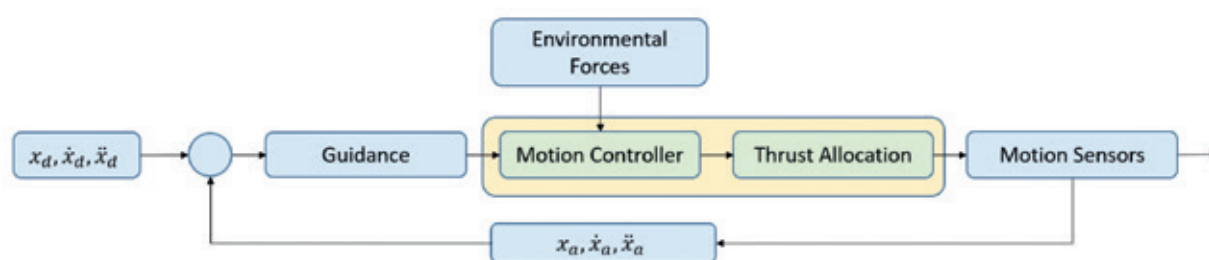 Environmental
Forces
x_d, ẋ_d, ẍ_d
Guidance
Motion Controller
Thrust Allocation
Motion Sensors
x_a, ẋ_a, ẍ_a